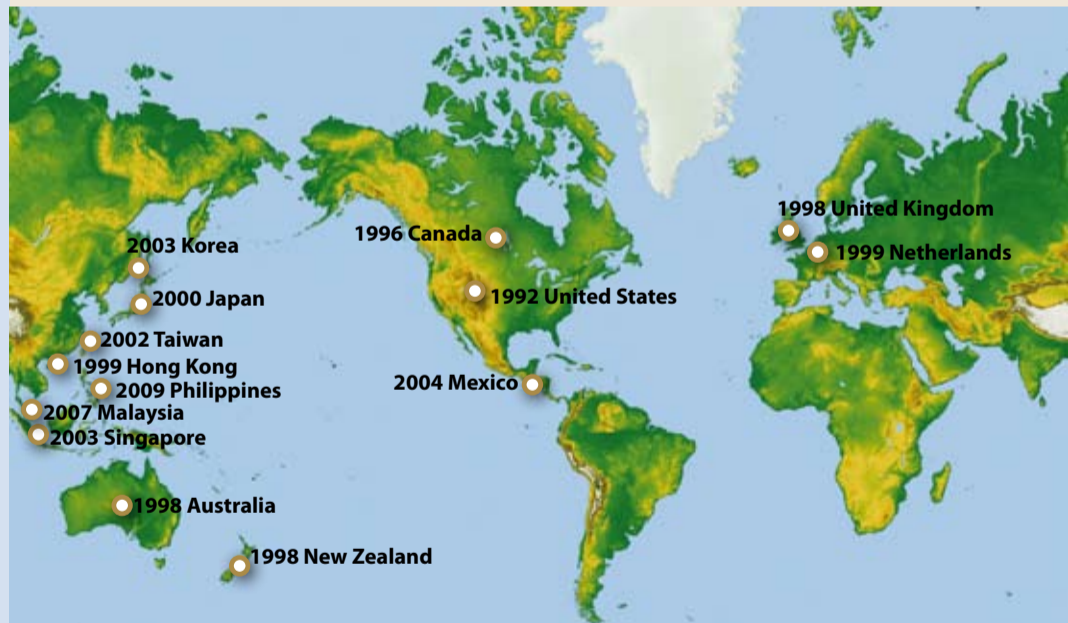 1998 United Kingdom
1996 Canada
2003 Korea
1999 Netherlands
1992 United States
2000 Japan
2002 Taiwan
1999 Hong Kong
2004 Mexico
2009 Philippines
2007 Malaysia
2003 Singapore
1998 Australia
1998 New Zealand